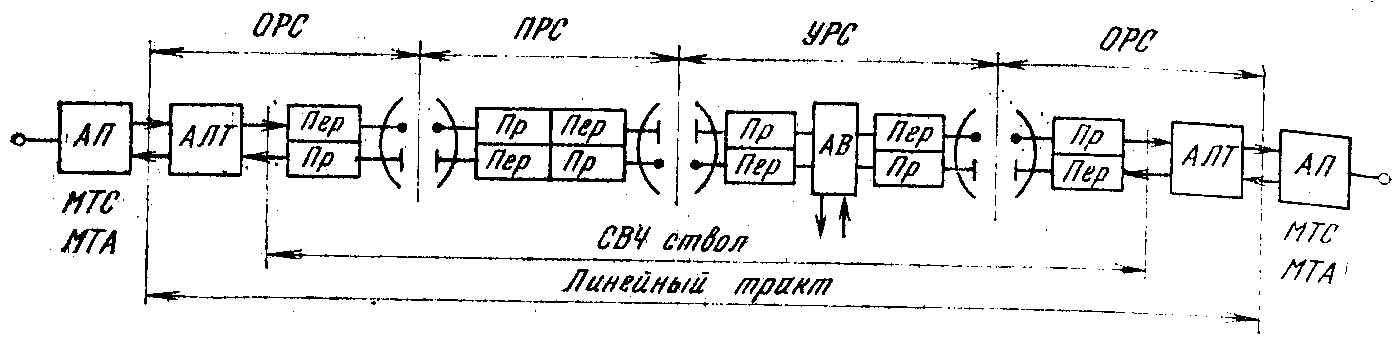 ОРС ПРС УРС ОРС
АП АЛТ Пер Пр Пер Пр АВ Пер Пр АЛТ АП
Пр Пер Пр Пер Пр Пер
МТС МТС
МТА МТА
СВЧ ствол
Линейный тракт